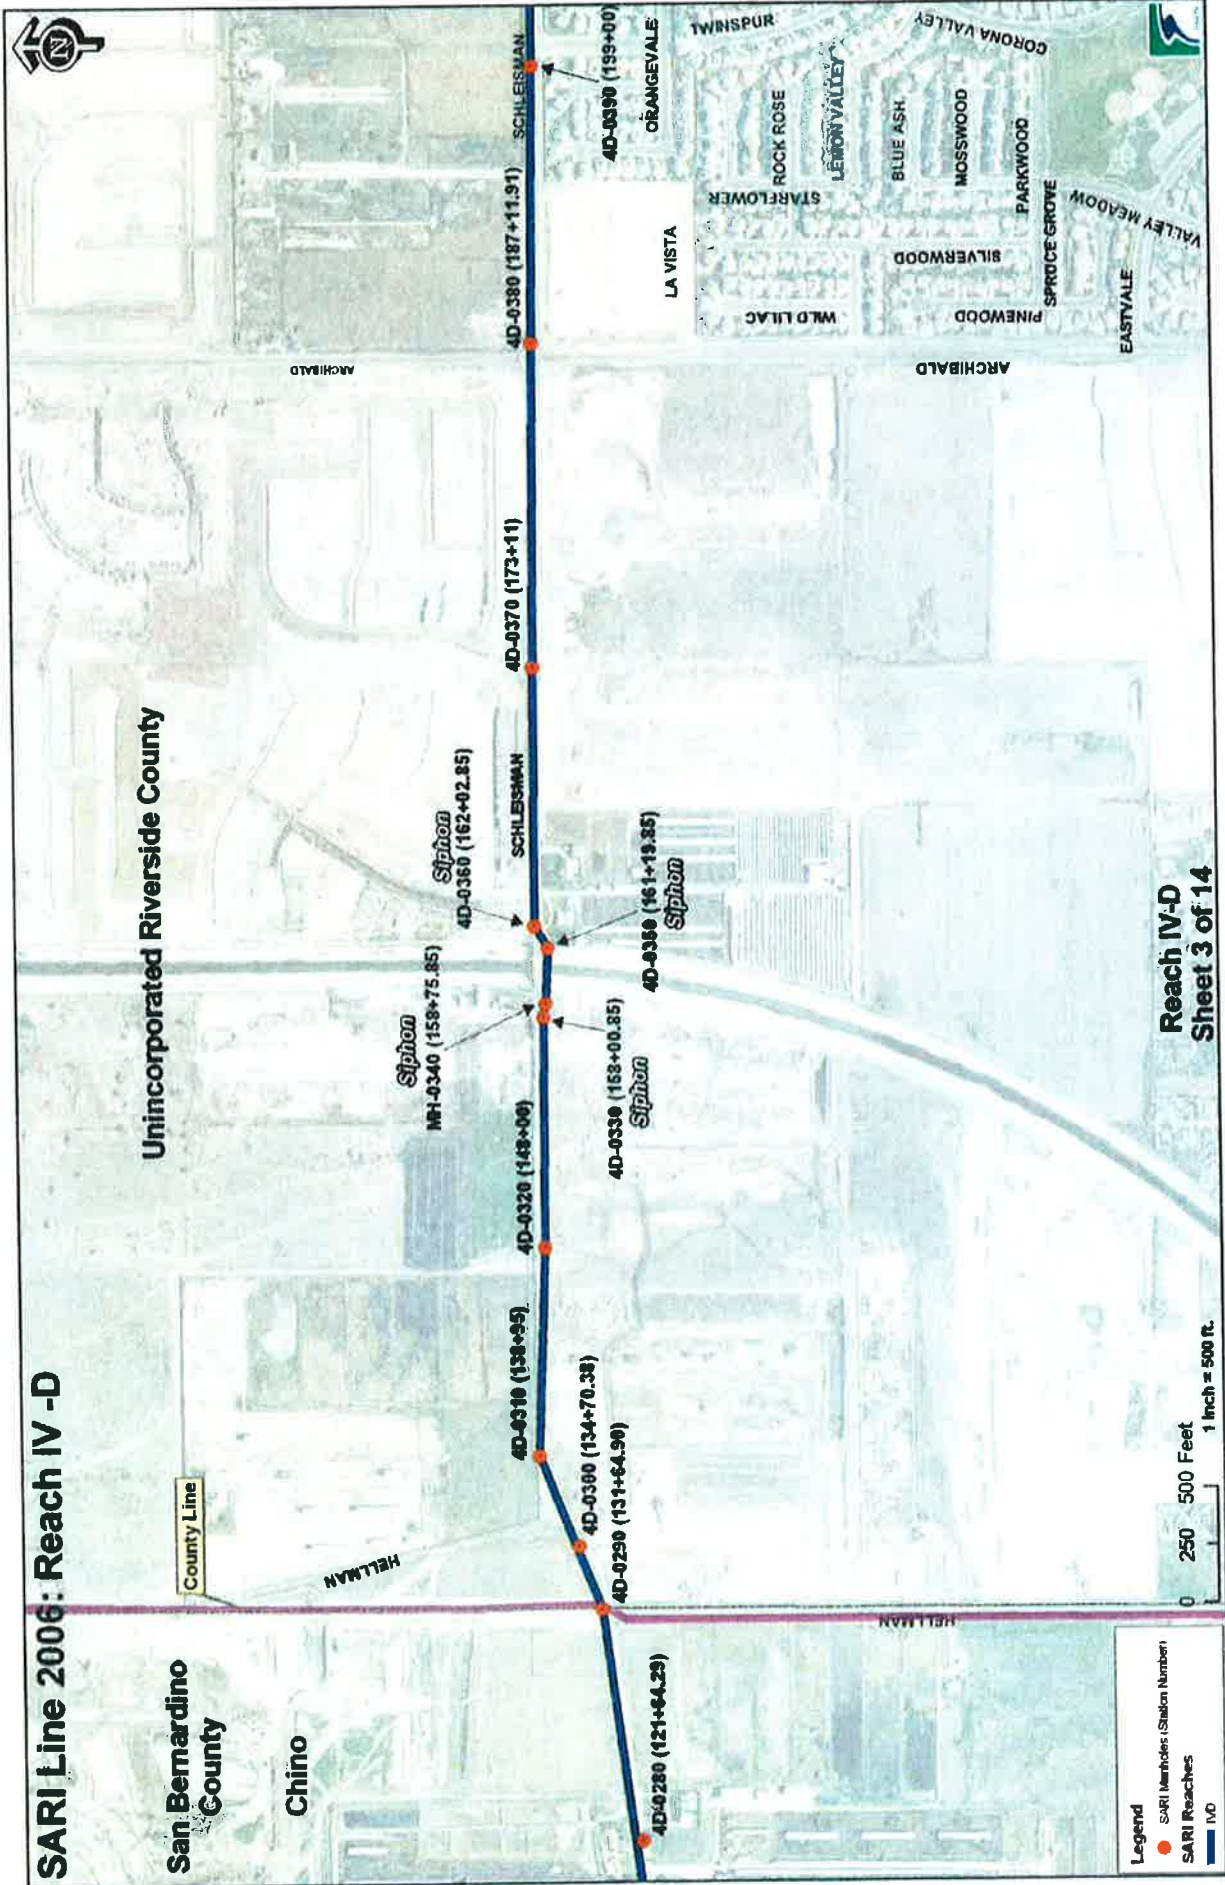 SARI Line 2006: Reach IV -D
N
San Bernardino
County
Chino
County Line
Unincorporated Riverside County
HELLMAN
HELLMAN
ARCHIBALD
ARCHIBALD
SCHLEISMAN
SCHLEISMAN
4D-0280 (121+64.29)
4D-0290 (131+64.90)
4D-0300 (134+70.38)
4D-0310 (138+95)
4D-0320 (148+00)
4D-0330 (158+00.85)
Siphon
Siphon
MH-0340 (158+75.85)
4D-0350 (161+19.85)
Siphon
Siphon
4D-0360 (162+02.85)
4D-0370 (173+11)
4D-0380 (187+11.91)
4D-0390 (199+00)
ORANGEVALE
TWINSPUR
CORONA VALLEY
LA VISTA
STARFLOWER
ROCK ROSE
LEMON VALLEY
BLUE ASH
MOSSWOOD
PARKWOOD
SPRUCE GROVE
VALLEY MEADOW
SILVERWOOD
WILD LILAC
PINEWOOD
EASTVALE
Legend
SARI Manholes (Station Number)
SARI Reaches
IVD
0 250 500 Feet
1 inch = 500 ft.
Reach IV-D
Sheet 3 of 14